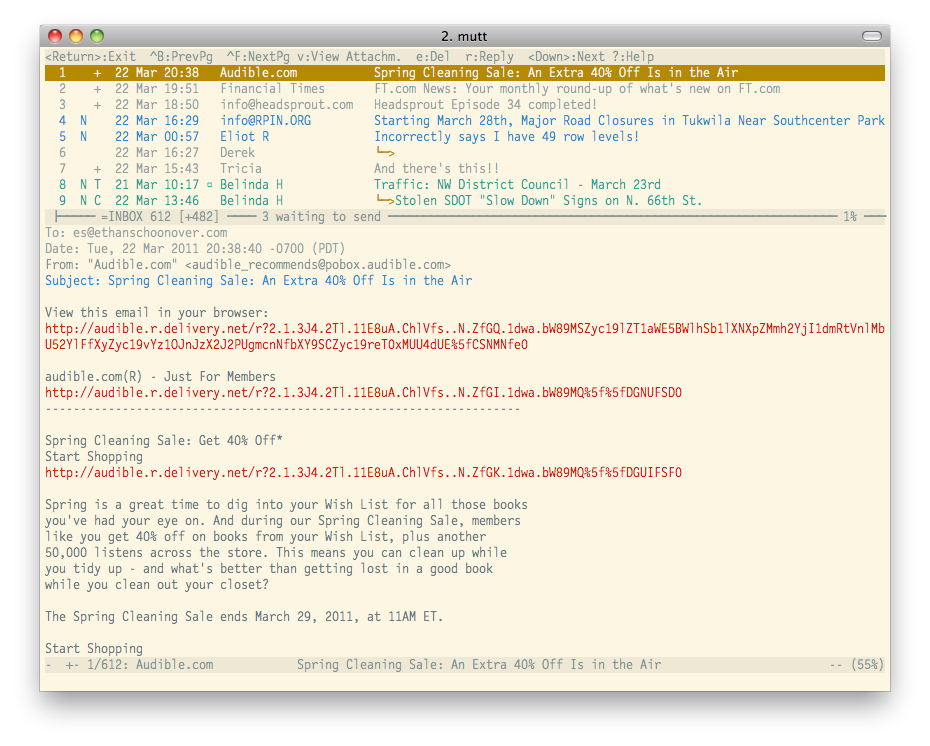 2. mutt
<Return>:Exit ^B:PrevPg ^F:NextPg v:View Attachm. e:Del r:Reply <Down>:Next ?:Help
1 + 22 Mar 20:38 Audible.com Spring Cleaning Sale: An Extra 40% Off Is in the Air
2 + 22 Mar 19:51 Financial Times FT.com News: Your monthly round-up of what's new on FT.com
3 + 22 Mar 18:50 info@headsprout.com Headsprout Episode 34 completed!
4 N 22 Mar 16:29 info@RPIN.ORG Starting March 28th, Major Road Closures in Tukwila Near Southcenter Park
5 N 22 Mar 00:57 Eliot R Incorrectly says I have 49 row levels!
6 22 Mar 16:27 Derek └─>
7 + 22 Mar 15:43 Tricia And there's this!!
8 N T 21 Mar 10:17 ▫ Belinda H Traffic: NW District Council - March 23rd
9 N C 22 Mar 13:46 Belinda H └─>Stolen SDOT "Slow Down" Signs on N. 66th St.
├───── =INBOX 612 [+482] ──── 3 waiting to send ──── 1% ───
To: es@ethanschoonover.com
Date: Tue, 22 Mar 2011 20:38:40 -0700 (PDT)
From: "Audible.com" <audible_recommends@pobox.audible.com>
Subject: Spring Cleaning Sale: An Extra 40% Off Is in the Air
View this email in your browser:
http://audible.r.delivery.net/r?2.1.3J4.2Tl.11E8uA.ChlVfs..N.ZfGQ.1dwa.bW89MSZyc19lZT1aWE5BWlhSb1lXNXpZMmh2YjI1dmRtVnlMb
U52YlFfXyZyc19vYz1OJnJzX2J2PUgmcnNfbXY9SCZyc19reT0xMUU4dUE%5fCSNMNfeO
audible.com(R) - Just For Members
http://audible.r.delivery.net/r?2.1.3J4.2Tl.11E8uA.ChlVfs..N.ZfGI.1dwa.bW89MQ%5f%5fDGNUFSDO
--------------------------------------------------------------------
Spring Cleaning Sale: Get 40% Off*
Start Shopping
http://audible.r.delivery.net/r?2.1.3J4.2Tl.11E8uA.ChlVfs..N.ZfGK.1dwa.bW89MQ%5f%5fDGUIFSFO
Spring is a great time to dig into your Wish List for all those books
you've had your eye on. And during our Spring Cleaning Sale, members
like you get 40% off on books from your Wish List, plus another
50,000 listens across the store. This means you can clean up while
you tidy up - and what's better than getting lost in a good book
while you clean out your closet?
The Spring Cleaning Sale ends March 29, 2011, at 11AM ET.
Start Shopping
- +- 1/612: Audible.com Spring Cleaning Sale: An Extra 40% Off Is in the Air -- (55%)